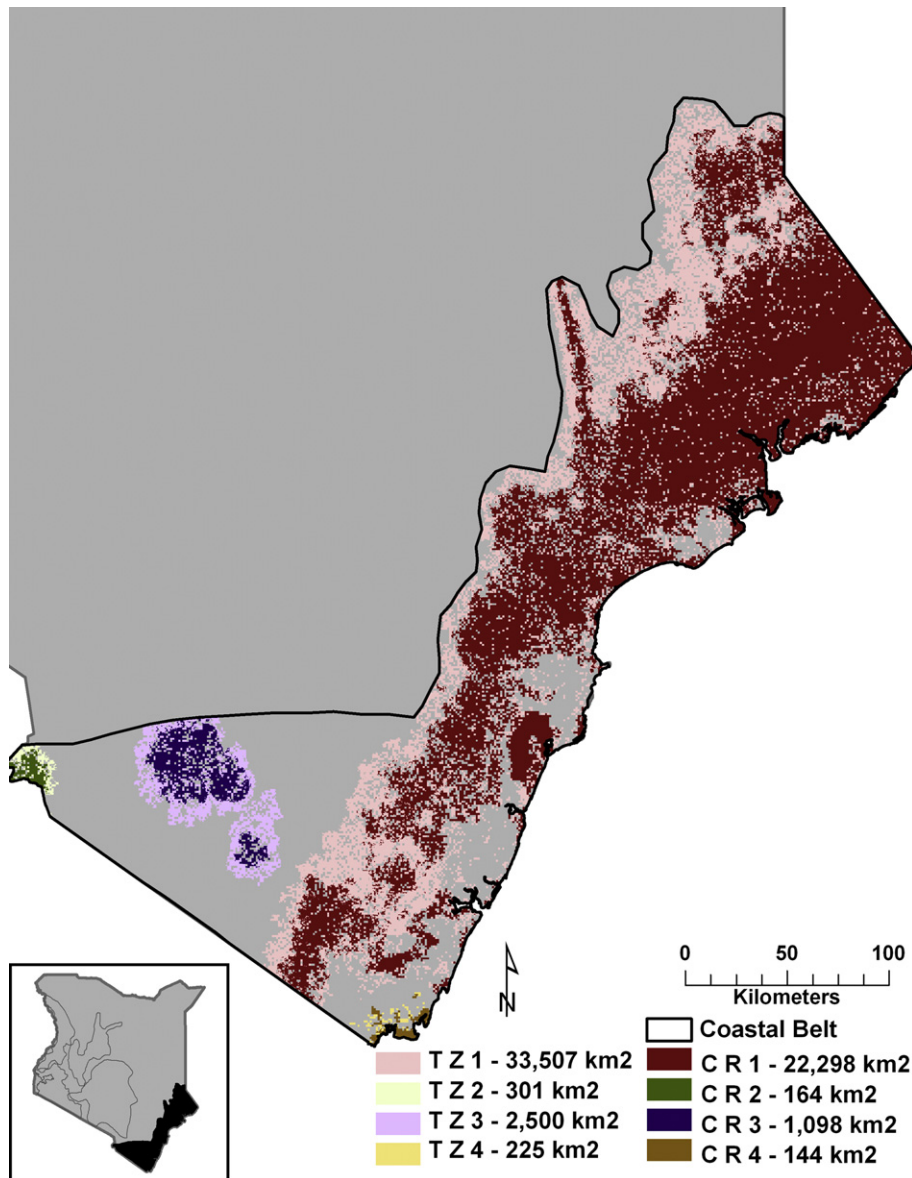 N
0 50 100
Kilometers
Coastal Belt
T Z 1 - 33,507 km2
T Z 2 - 301 km2
T Z 3 - 2,500 km2
T Z 4 - 225 km2
C R 1 - 22,298 km2
C R 2 - 164 km2
C R 3 - 1,098 km2
C R 4 - 144 km2